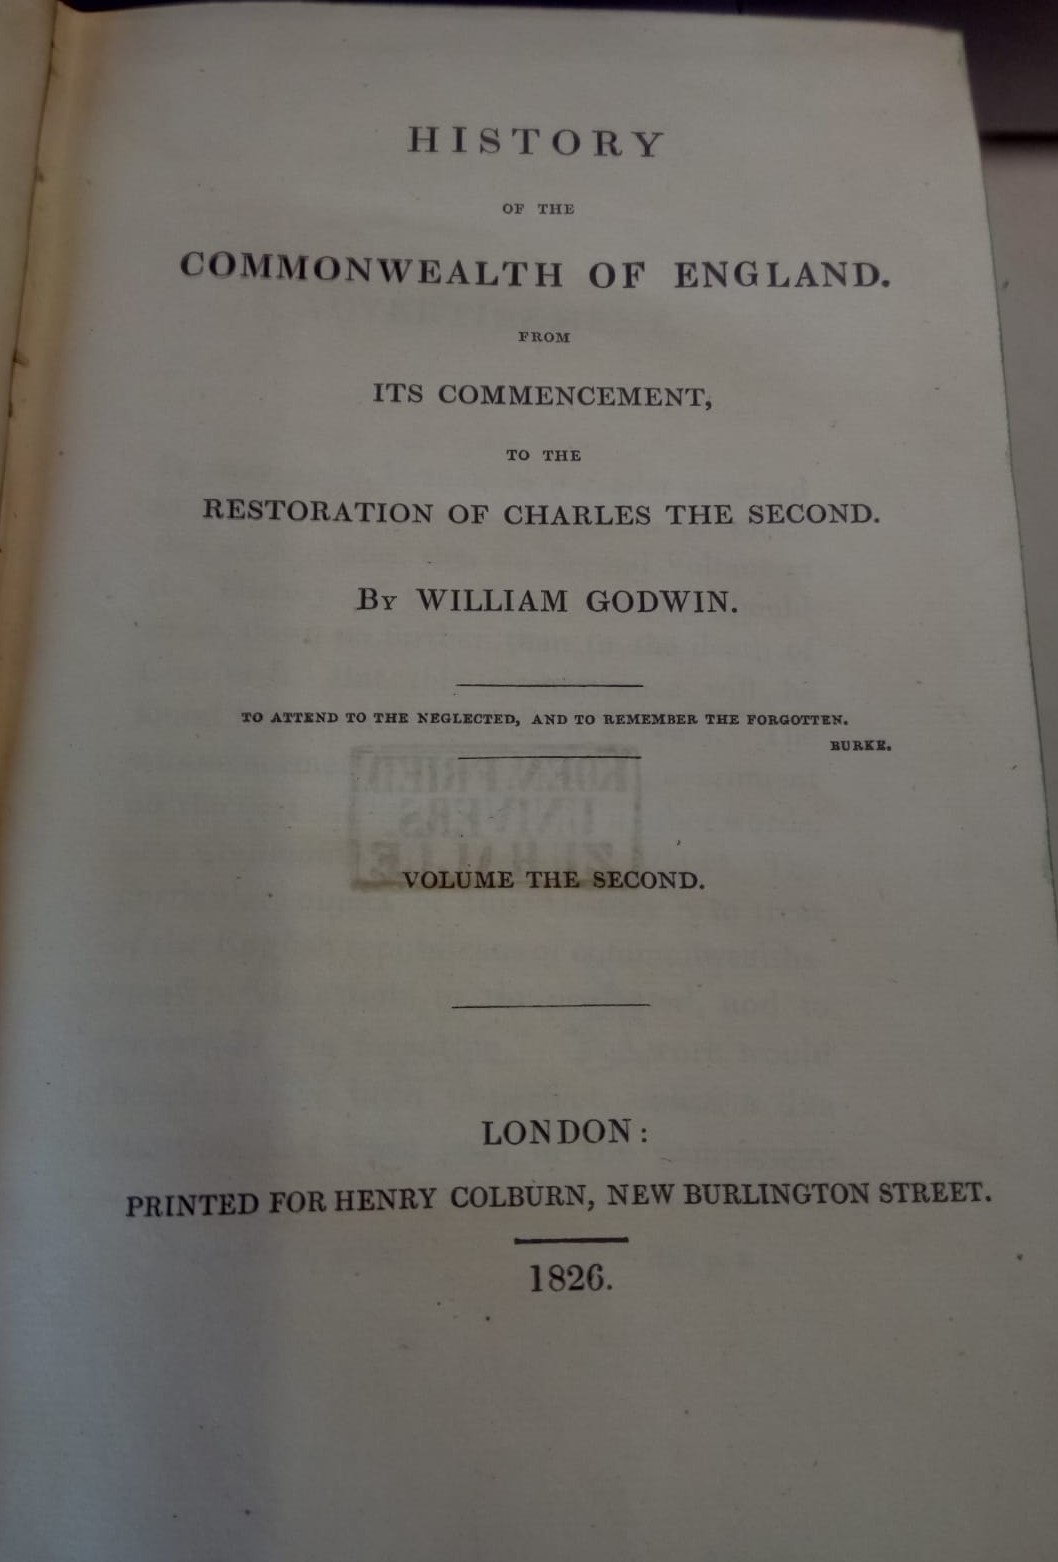 HISTORY
OF THE
COMMONWEALTH OF ENGLAND.
FROM
ITS COMMENCEMENT,
TO THE
RESTORATION OF CHARLES THE SECOND.
By WILLIAM GODWIN.
TO ATTEND TO THE NEGLECTED, AND TO REMEMBER THE FORGOTTEN.
BURKE.
VOLUME THE SECOND.
LONDON:
PRINTED FOR HENRY COLBURN, NEW BURLINGTON STREET.
1826.